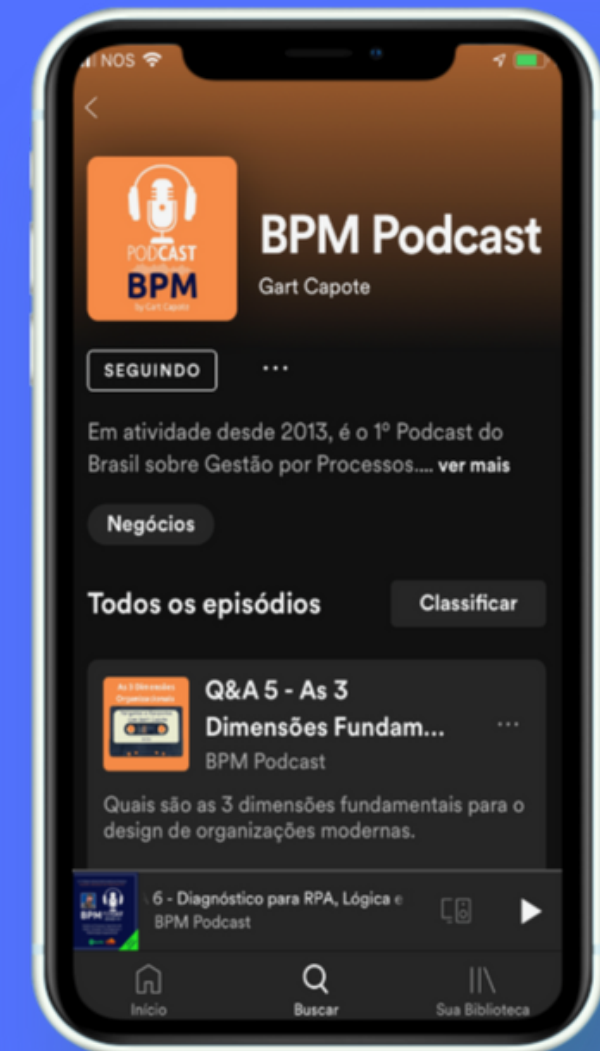 NOS
PODCAST
BPM
by Gart Capote
BPM Podcast
Gart Capote
SEGUINDO
Em atividade desde 2013, é o 1º Podcast do
Brasil sobre Gestão por Processos.... ver mais
Negócios
Todos os episódios
Classificar
As 3 Dimensões
Organizacionais
Q&A 5 - As 3
Dimensões Fundam...
BPM Podcast
Quais são as 3 dimensões fundamentais para o
design de organizações modernas.
BPM
6 - Diagnóstico para RPA, Lógica e
BPM Podcast
Início
Buscar
Sua Biblioteca